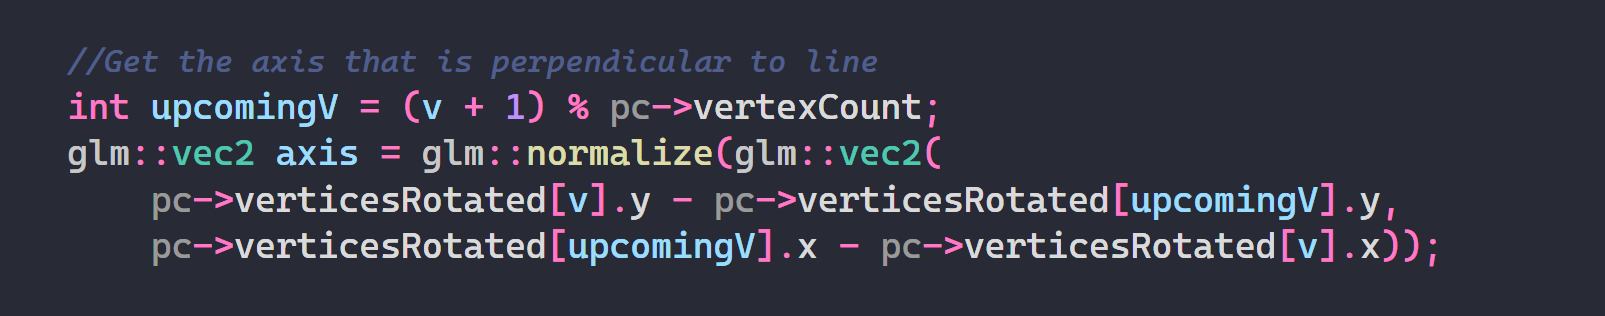 //Get the axis that is perpendicular to line
int upcomingV = (v + 1) % pc->vertexCount;
glm::vec2 axis = glm::normalize(glm::vec2(
    pc->verticesRotated[v].y - pc->verticesRotated[upcomingV].y,
    pc->verticesRotated[upcomingV].x - pc->verticesRotated[v].x));